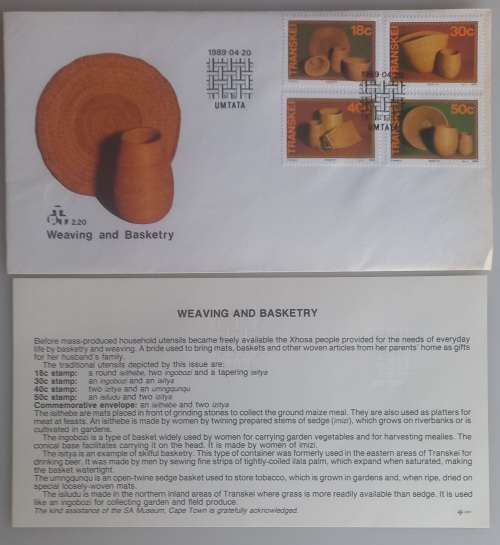 1989-04-20
UMTATA
TRANSKEI 18c
TRANSKEI 30c
1989-04-20
UMTATA
TRANSKEI 40c
TRANSKEI 50c
2.20
Weaving and Basketry
WEAVING AND BASKETRY
Before mass-produced household utensils became freely available the Xhosa people provided for the needs of everyday
life by basketry and weaving. A bride used to bring mats, baskets and other woven articles from her parents' home as gifts
for her husband's family.
The traditional utensils depicted by this issue are:
18c stamp: a round isithebe, two ingobozi and a tapering isitya
30c stamp: an ingobozi and an isitya
40c stamp: two izitya and an umnqunqu
50c stamp: an isiludu and two izitya
Commemorative envelope: an isithebe and two izitya
The isithebe are mats placed in front of grinding stones to collect the ground maize meal. They are also used as platters for
meat at feasts. An isithebe is made by women by twining prepared stems of sedge (imizi), which grows on riverbanks or is
cultivated in gardens.
The ingobozi is a type of basket widely used by women for carrying garden vegetables and for harvesting mealies. The
conical base facilitates carrying it on the head. It is made by women of imizi.
The isitya is an example of skilful basketry. This type of container was formerly used in the eastern areas of Transkei for
drinking beer. It was made by men by sewing fine strips of tightly-coiled ilala palm, which expand when saturated, making
the basket watertight.
The umnqunqu is an open-twine sedge basket used to store tobacco, which is grown in gardens and, when ripe, dried on
special loosely-woven mats.
The isiludu is made in the northern inland areas of Transkei where grass is more readily available than sedge. It is used
like an ingobozi for collecting garden and field produce.
The kind assistance of the SA Museum, Cape Town is gratefully acknowledged.